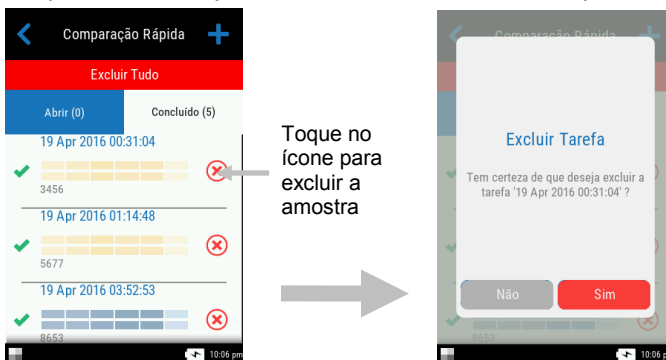 Comparação Rápida
Excluir Tudo
Abrir (0)
Concluído (5)
19 Apr 2016 00:31:04
3456
19 Apr 2016 01:14:48
5677
19 Apr 2016 03:52:53
8653
10:06 pm
Toque no
ícone para
excluir a
amostra
Comparação Rápida
Excluir Tarefa
Tem certeza de que deseja excluir a
tarefa '19 Apr 2016 00:31:04' ?
Não
Sim
8653
10:06 p